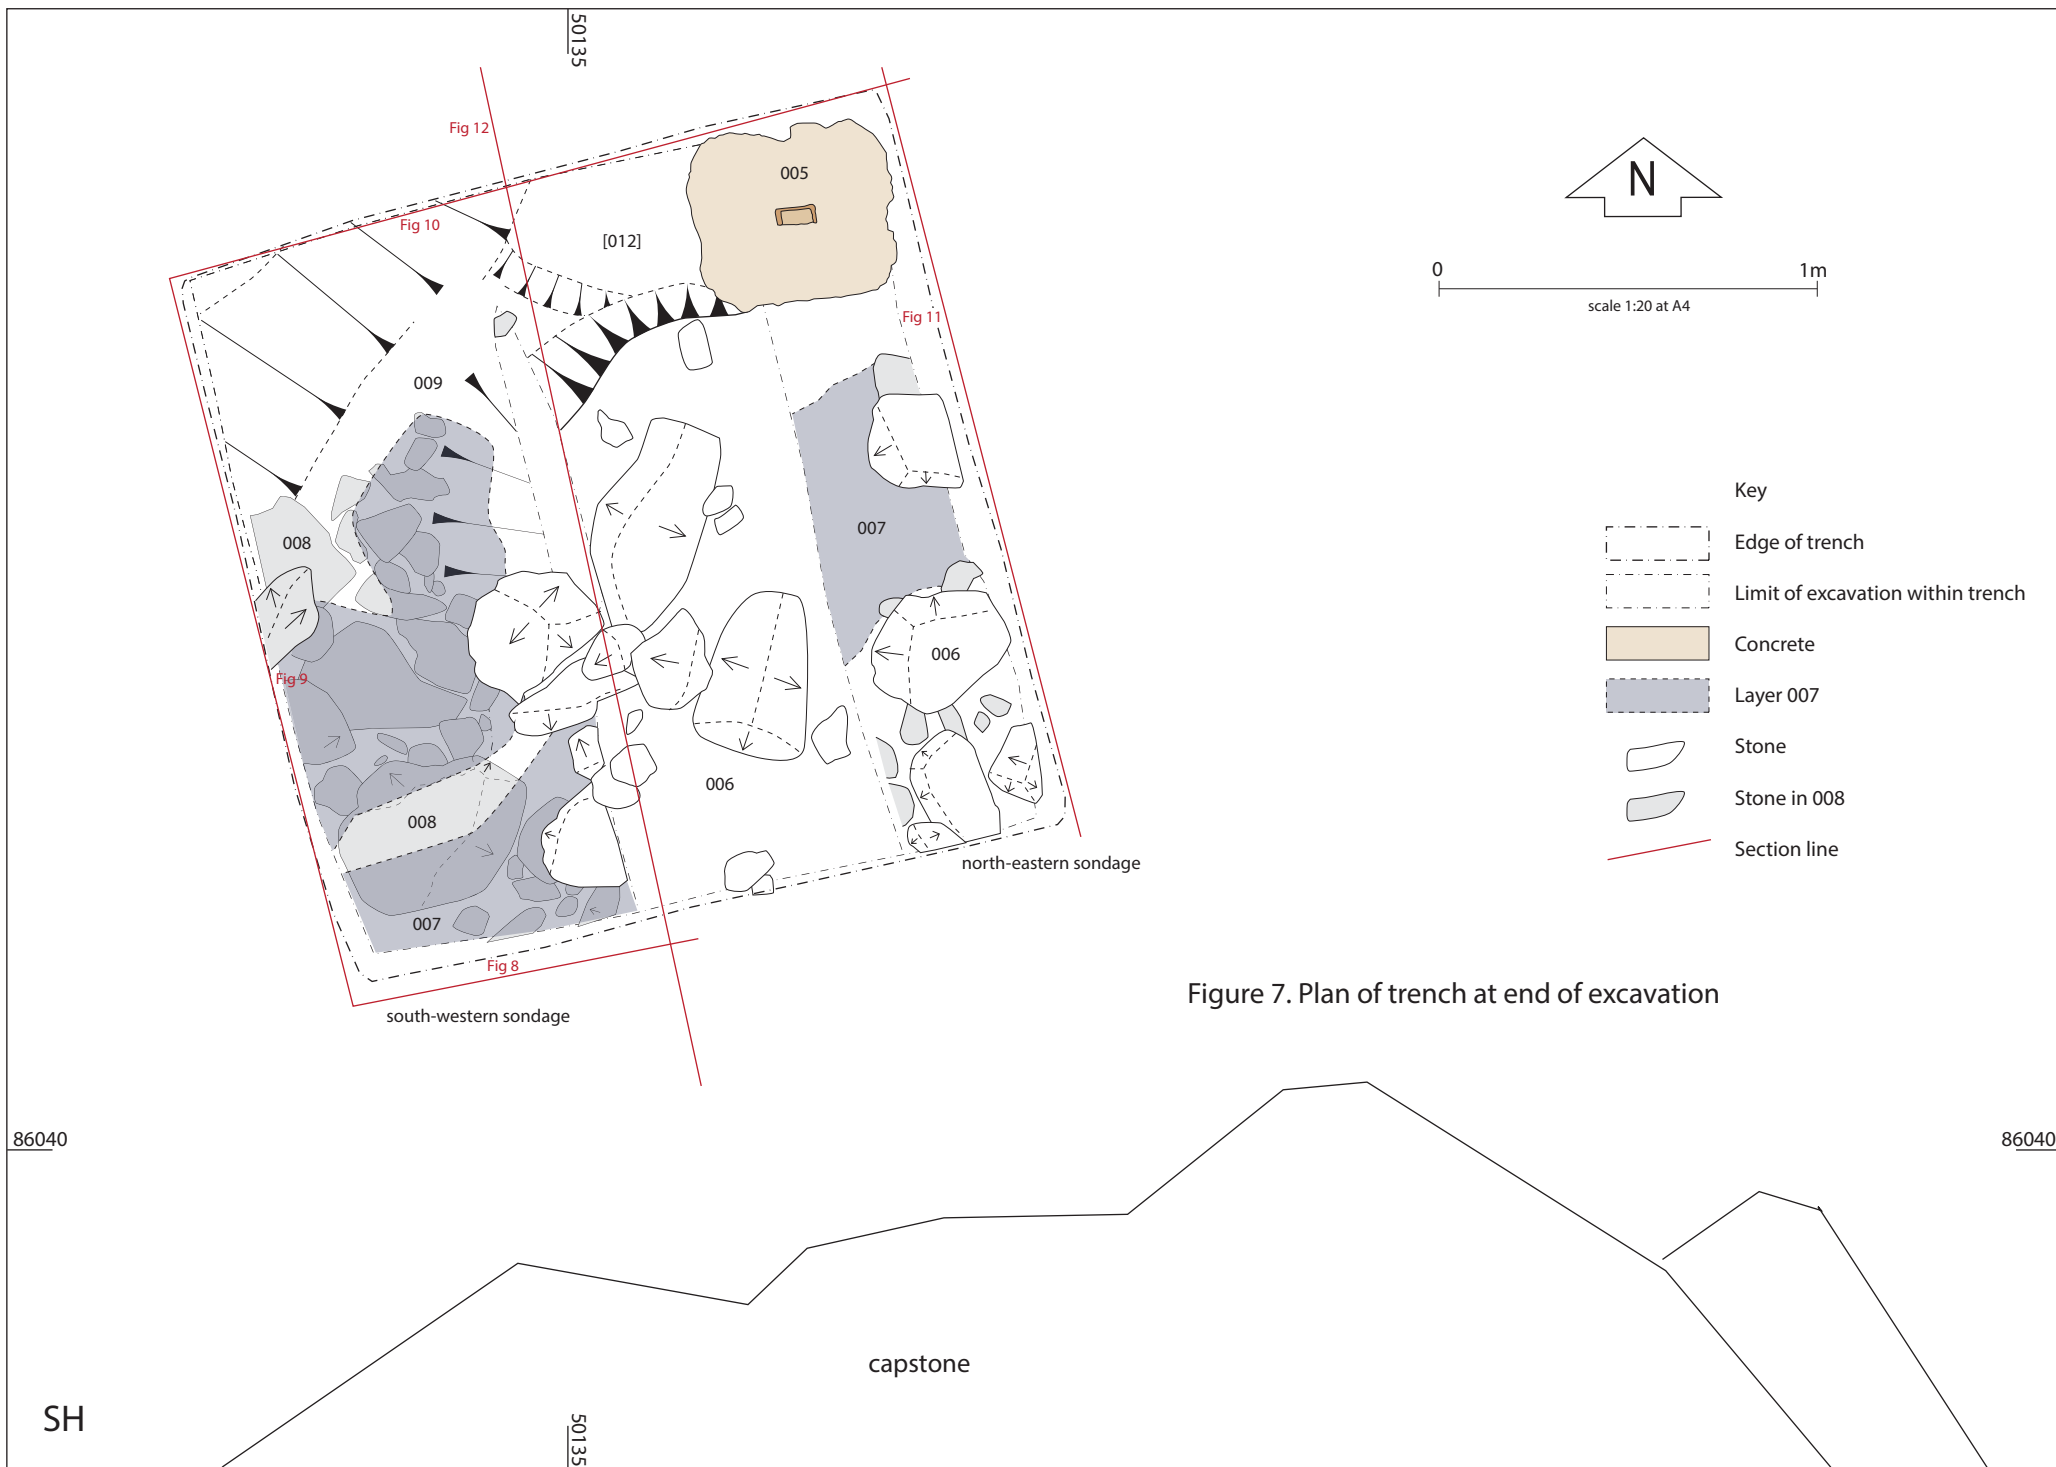 50135
Fig 12
005
N
Fig 10
[012]
0
1m
scale 1:20 at A4
Fig 11
009
Key
007
Edge of trench
008
Limit of excavation within trench
006
Concrete
Fig 9
Layer 007
006
Stone
008
Stone in 008
Section line
north-eastern sondage
007
Fig 8
south-western sondage
Figure 7. Plan of trench at end of excavation
86040
86040
capstone
SH
50135